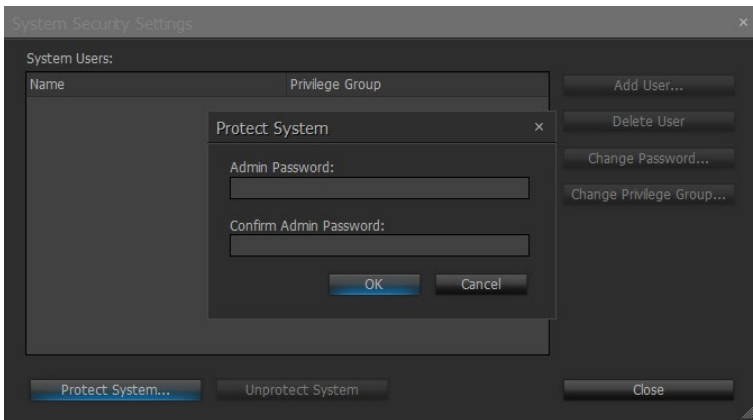 System Security Settings
System Users:
Name Privilege Group
Add User...
Delete User
Change Password...
Change Privilege Group...
Protect System
Admin Password:
Confirm Admin Password:
OK Cancel
Protect System... Unprotect System Close